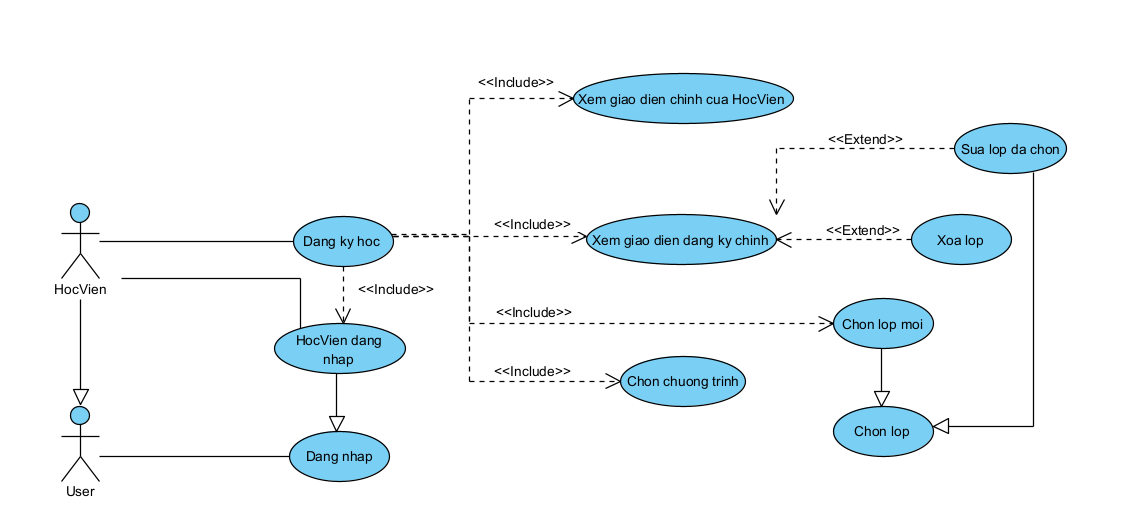 <<Include>>
Xem giao dien chinh cua HocVien
<<Extend>>
Sua lop da chon
Dang ky hoc
<<Include>>
Xem giao dien dang ky chinh
<<Extend>>
Xoa lop
HocVien
<<Include>>
<<Include>>
Chon lop moi
HocVien dang
nhap
<<Include>>
Chon chuong trinh
Chon lop
Dang nhap
User